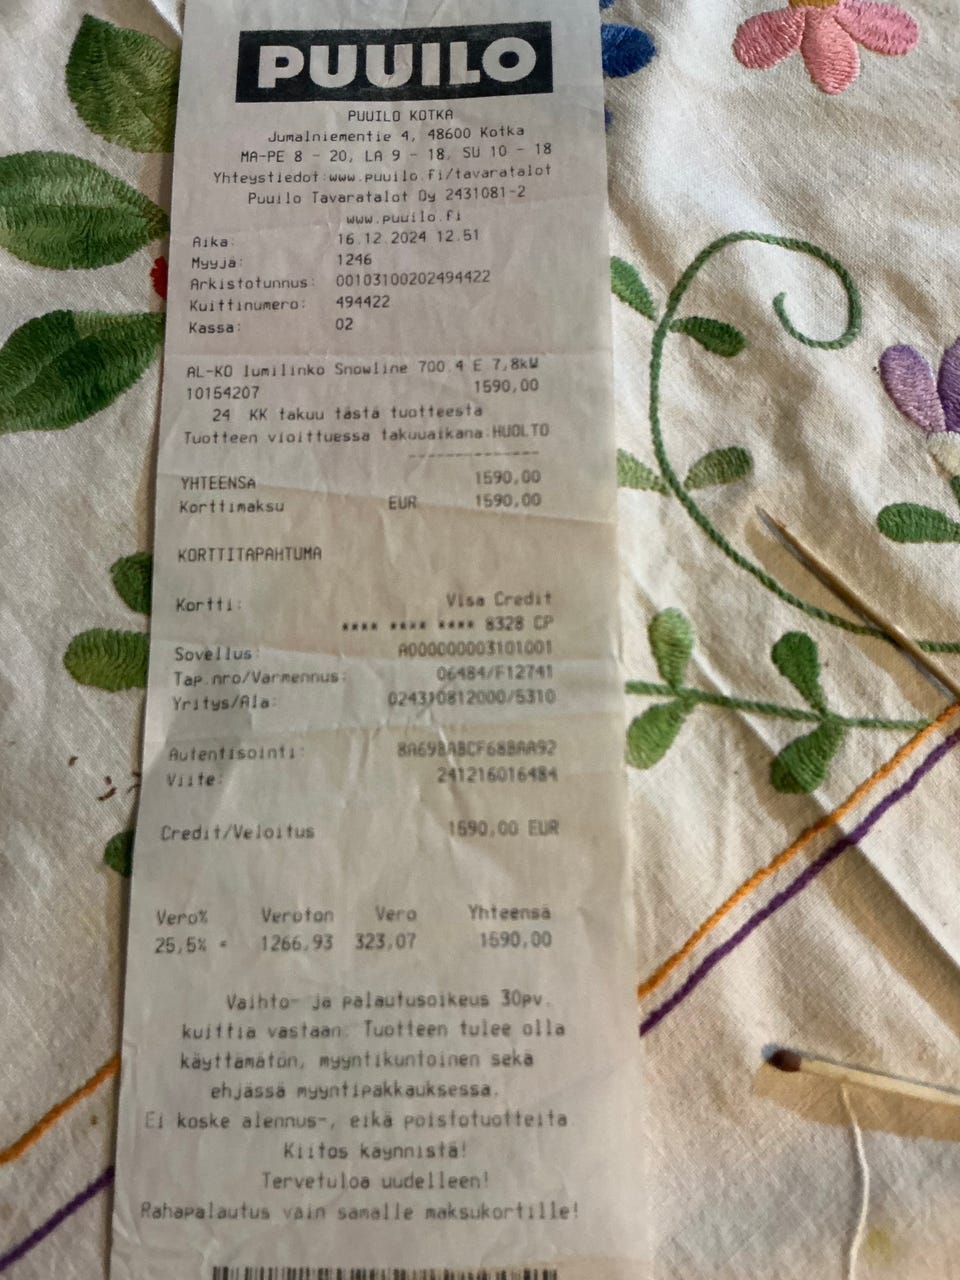 PUUILO
PUUILO KOTKA
Jumalniementie 4, 48600 Kotka
MA-PE 8 - 20, LA 9 - 18, SU 10 - 18
Yhteystiedot:www.puuilo.fi/tavaratalot
Puuilo Tavaratalot Oy 2431081-2
www.puuilo.fi
Aika: 16.12.2024 12.51
Myyjä: 1246
Arkistotunnus: 00103100202494422
Kuittinumero: 494422
Kassa: 02
AL-KO lumilinko Snowline 700.4 E 7,8kW
10154207 1590,00
24 KK takuu tästä tuotteesta
Tuotteen vioittuessa takuuaikana:HUOLTO
--------------
YHTEENSÄ 1590,00
Korttimaksu EUR 1590,00
KORTTITAPAHTUMA
Kortti: Visa Credit
**** **** **** 8328 CP
Sovellus: A000000003101001
Tap.nro/Varmennus: 06484/F12741
Yritys/Ala: 024310812000/5310
Autentisointi: 8A69BABCF68BAA92
Viite: 241216016484
Credit/Veloitus 1590,00 EUR
Vero% Veroton Vero Yhteensä
25,5% = 1266,93 323,07 1590,00
Vaihto- ja palautusoikeus 30pv.
kuittia vastaan. Tuotteen tulee olla
käyttämätön, myyntikuntoinen sekä
ehjässä myyntipakkauksessa.
Ei koske alennus-, eikä poistotuotteita.
Kiitos käynnistä!
Tervetuloa uudelleen!
Rahapalautus vain samalle maksukortille!